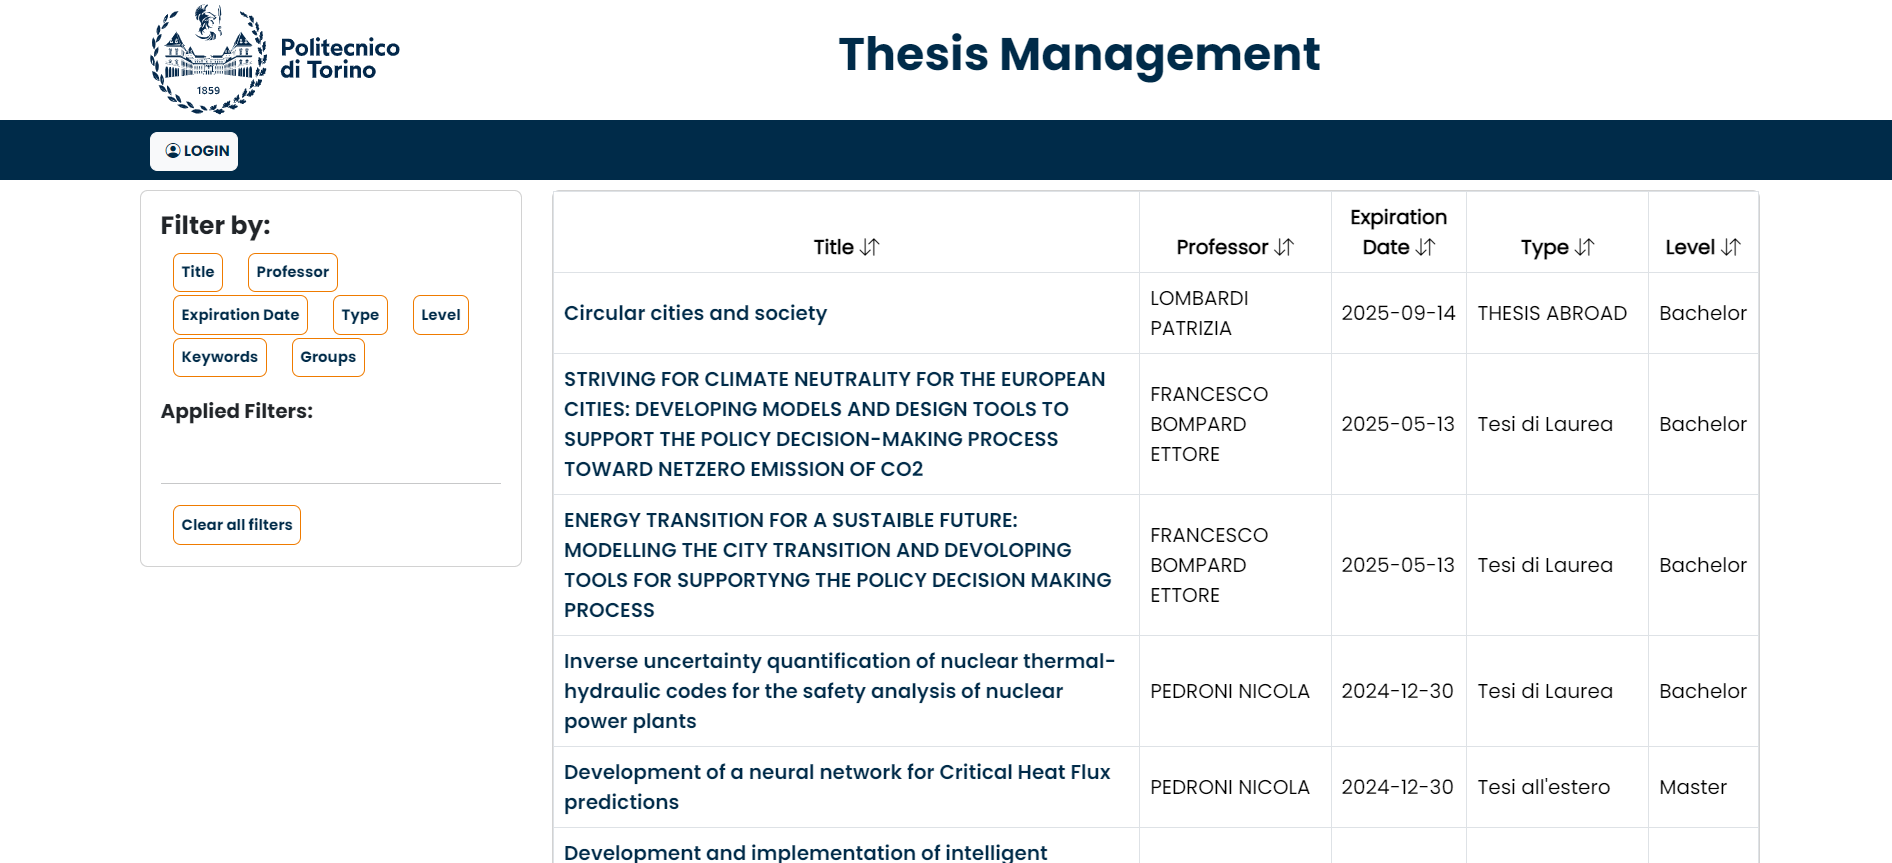 1859
Politecnico
di Torino
Thesis Management
LOGIN
Filter by:
Title
Professor
Expiration Date
Type
Level
Keywords
Groups
Applied Filters:
Clear all filters
Title
Professor
Expiration
Date
Type
Level
Circular cities and society
LOMBARDI
PATRIZIA
2025-09-14
THESIS ABROAD
Bachelor
STRIVING FOR CLIMATE NEUTRALITY FOR THE EUROPEAN
CITIES: DEVELOPING MODELS AND DESIGN TOOLS TO
SUPPORT THE POLICY DECISION-MAKING PROCESS
TOWARD NETZERO EMISSION OF CO2
FRANCESCO
BOMPARD
ETTORE
2025-05-13
Tesi di Laurea
Bachelor
ENERGY TRANSITION FOR A SUSTAIBLE FUTURE:
MODELLING THE CITY TRANSITION AND DEVOLOPING
TOOLS FOR SUPPORTYNG THE POLICY DECISION MAKING
PROCESS
FRANCESCO
BOMPARD
ETTORE
2025-05-13
Tesi di Laurea
Bachelor
Inverse uncertainty quantification of nuclear thermal-
hydraulic codes for the safety analysis of nuclear
power plants
PEDRONI NICOLA
2024-12-30
Tesi di Laurea
Bachelor
Development of a neural network for Critical Heat Flux
predictions
PEDRONI NICOLA
2024-12-30
Tesi all'estero
Master
Development and implementation of intelligent